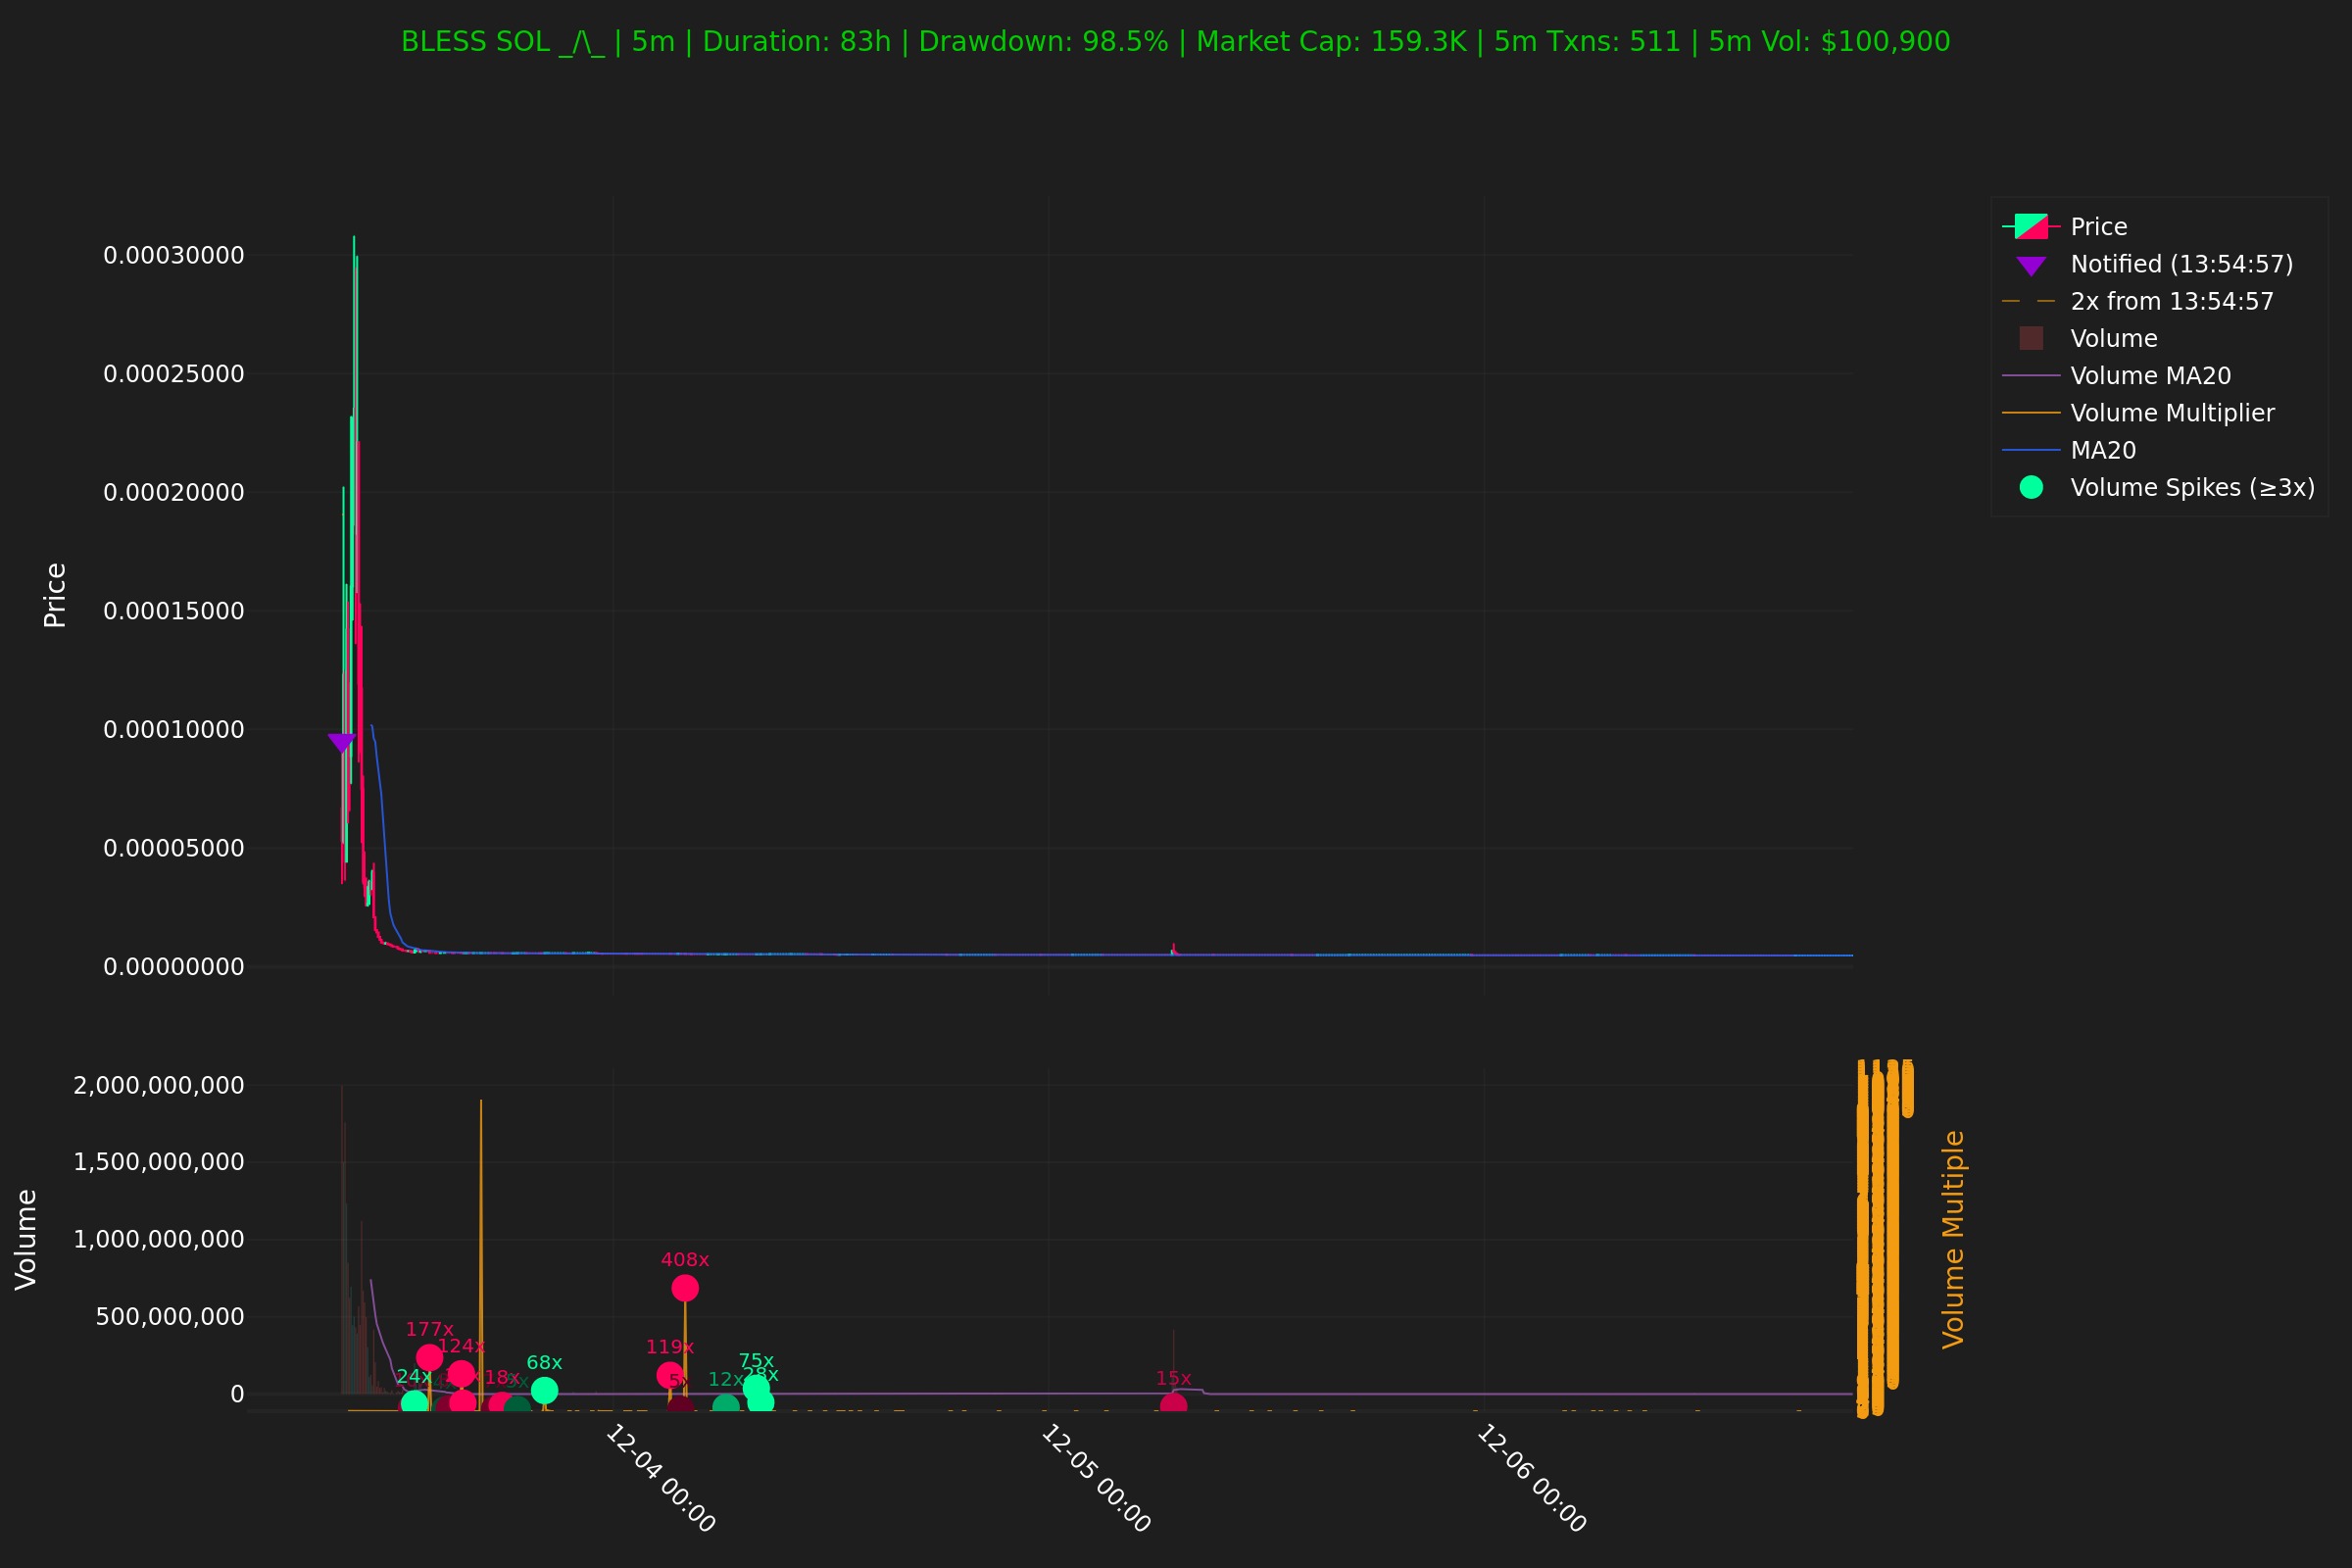 BLESS SOL _/\_ | 5m | Duration: 83h | Drawdown: 98.5% | Market Cap: 159.3K | 5m Txns: 511 | 5m Vol: $100,900
Price
0.00030000
0.00025000
0.00020000
0.00015000
0.00010000
0.00005000
0.00000000
Price
Notified (13:54:57)
2x from 13:54:57
Volume
Volume MA20
Volume Multiplier
MA20
Volume Spikes (≥3x)
Volume
2,000,000,000
1,500,000,000
1,000,000,000
500,000,000
0
24x
177x
124x
18x
68x
119x
408x
12x
75x
28x
15x
Volume Multiple
12-04 00:00
12-05 00:00
12-06 00:00